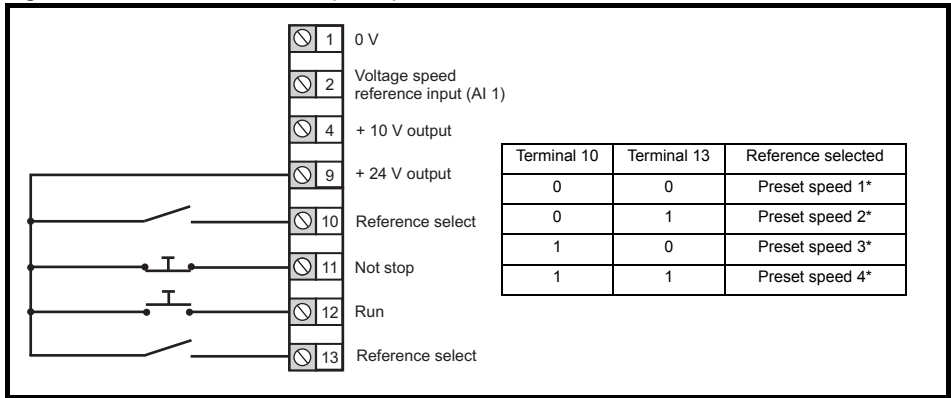 1 0 V
2 Voltage speed
reference input (AI 1)
4 + 10 V output
9 + 24 V output
10 Reference select
11 Not stop
12 Run
13 Reference select
Terminal 10 Terminal 13 Reference selected
0 0 Preset speed 1*
0 1 Preset speed 2*
1 0 Preset speed 3*
1 1 Preset speed 4*